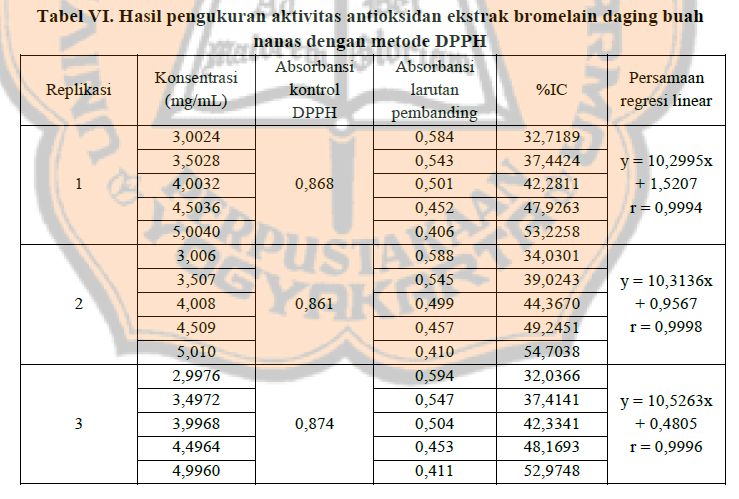 Tabel VI. Hasil pengukuran aktivitas antioksidan ekstrak bromelain daging buah
nanas dengan metode DPPH
Replikasi Konsentrasi (mg/mL) Absorbansi kontrol DPPH Absorbansi larutan pembanding %IC Persamaan regresi linear
1 0,868 y = 10,2995x + 1,5207 r = 0,9994
3,0024 0,584 32,7189
3,5028 0,543 37,4424
4,0032 0,501 42,2811
4,5036 0,452 47,9263
5,0040 0,406 53,2258
2 0,861 y = 10,3136x + 0,9567 r = 0,9998
3,006 0,588 34,0301
3,507 0,545 39,0243
4,008 0,499 44,3670
4,509 0,457 49,2451
5,010 0,410 54,7038
3 0,874 y = 10,5263x + 0,4805 r = 0,9996
2,9976 0,594 32,0366
3,4972 0,547 37,4141
3,9968 0,504 42,3341
4,4964 0,453 48,1693
4,9960 0,411 52,9748
PERPUSTAKAAN
YOGYAKARTA